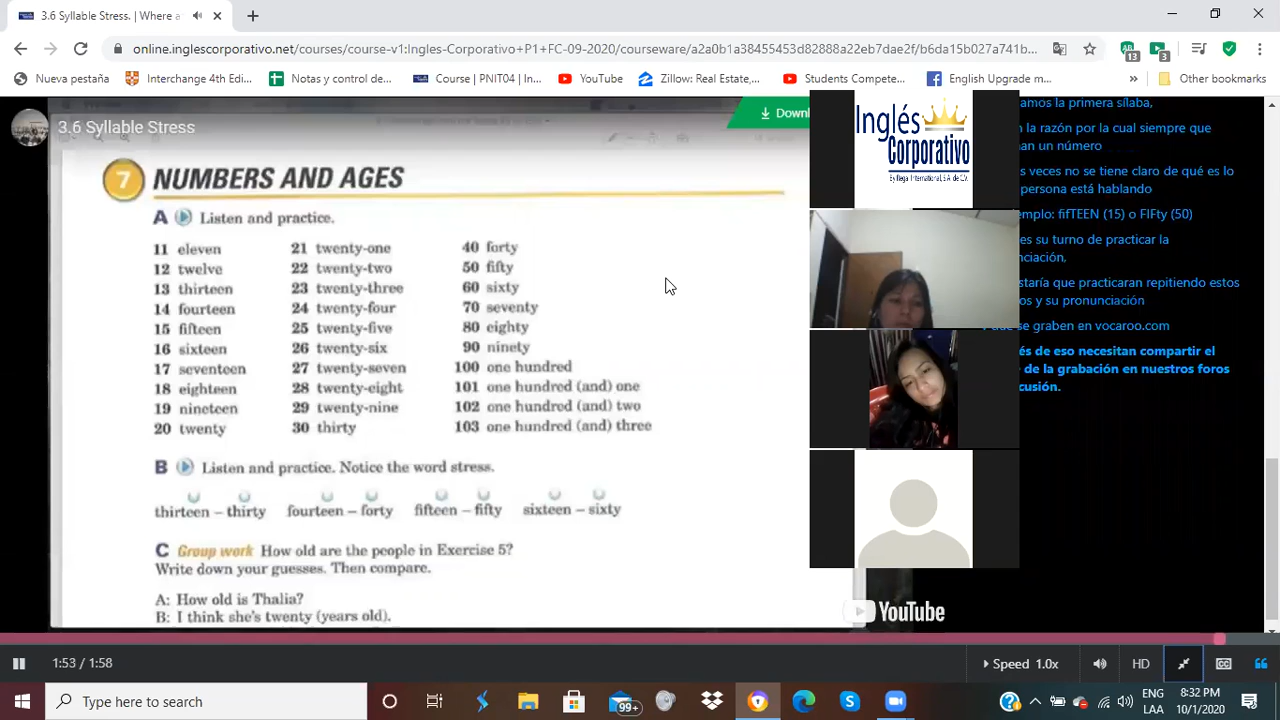 3.6 Syllable Stress. | Where a
online.inglescorporativo.net/courses/course-v1:Ingles-Corporativo+P1+FC-09-2020/courseware/a2a0b1a38455453d82888a22eb7dae2f/b6da15b027a741b...
13
3
Nueva pestaña
Interchange 4th Edi...
Notas y control de...
Course | PNIT04 | In...
YouTube
Zillow: Real Estate,...
Students Compete...
English Upgrade m...
»
Other bookmarks
3.6 Syllable Stress
Downl
7 NUMBERS AND AGES
A Listen and practice.
11 eleven 21 twenty-one 40 forty
12 twelve 22 twenty-two 50 fifty
13 thirteen 23 twenty-three 60 sixty
14 fourteen 24 twenty-four 70 seventy
15 fifteen 25 twenty-five 80 eighty
16 sixteen 26 twenty-six 90 ninety
17 seventeen 27 twenty-seven 100 one hundred
18 eighteen 28 twenty-eight 101 one hundred (and) one
19 nineteen 29 twenty-nine 102 one hundred (and) two
20 twenty 30 thirty 103 one hundred (and) three
B Listen and practice. Notice the word stress.
thirteen – thirty fourteen – forty fifteen – fifty sixteen – sixty
C Group work How old are the people in Exercise 5?
Write down your guesses. Then compare.
A: How old is Thalia?
B: I think she's twenty (years old).
YouTube
Inglés
Corporativo
By Rega International, S.A. de C.V.
amos la primera sílaba,
la razón por la cual siempre que
un número
veces no se tiene claro de qué es lo
persona está hablando
emplo: fifTEEN (15) o FIFty (50)
es su turno de practicar la
nciación,
staría que practicaran repitiendo estos
os y su pronunciación
se graben en vocaroo.com
és de eso necesitan compartir el
de la grabación en nuestros foros
cusión.
1:53 / 1:58
Speed 1.0x
HD
Type here to search
99+
ENG
LAA
8:32 PM
10/1/2020